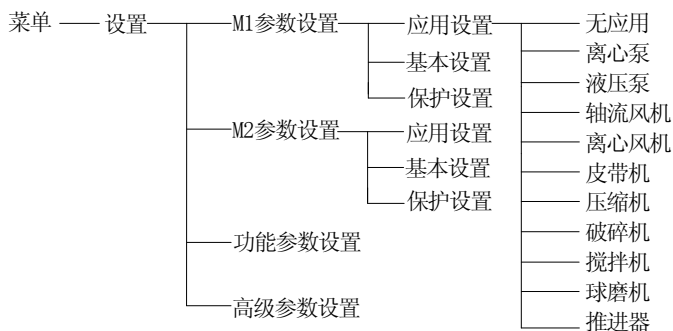 菜单 设置 M1参数设置 应用设置 无应用
基本设置 离心泵
保护设置 液压泵
轴流风机
M2参数设置 应用设置 离心风机
基本设置 皮带机
保护设置 压缩机
功能参数设置 破碎机
搅拌机
高级参数设置 球磨机
推进器